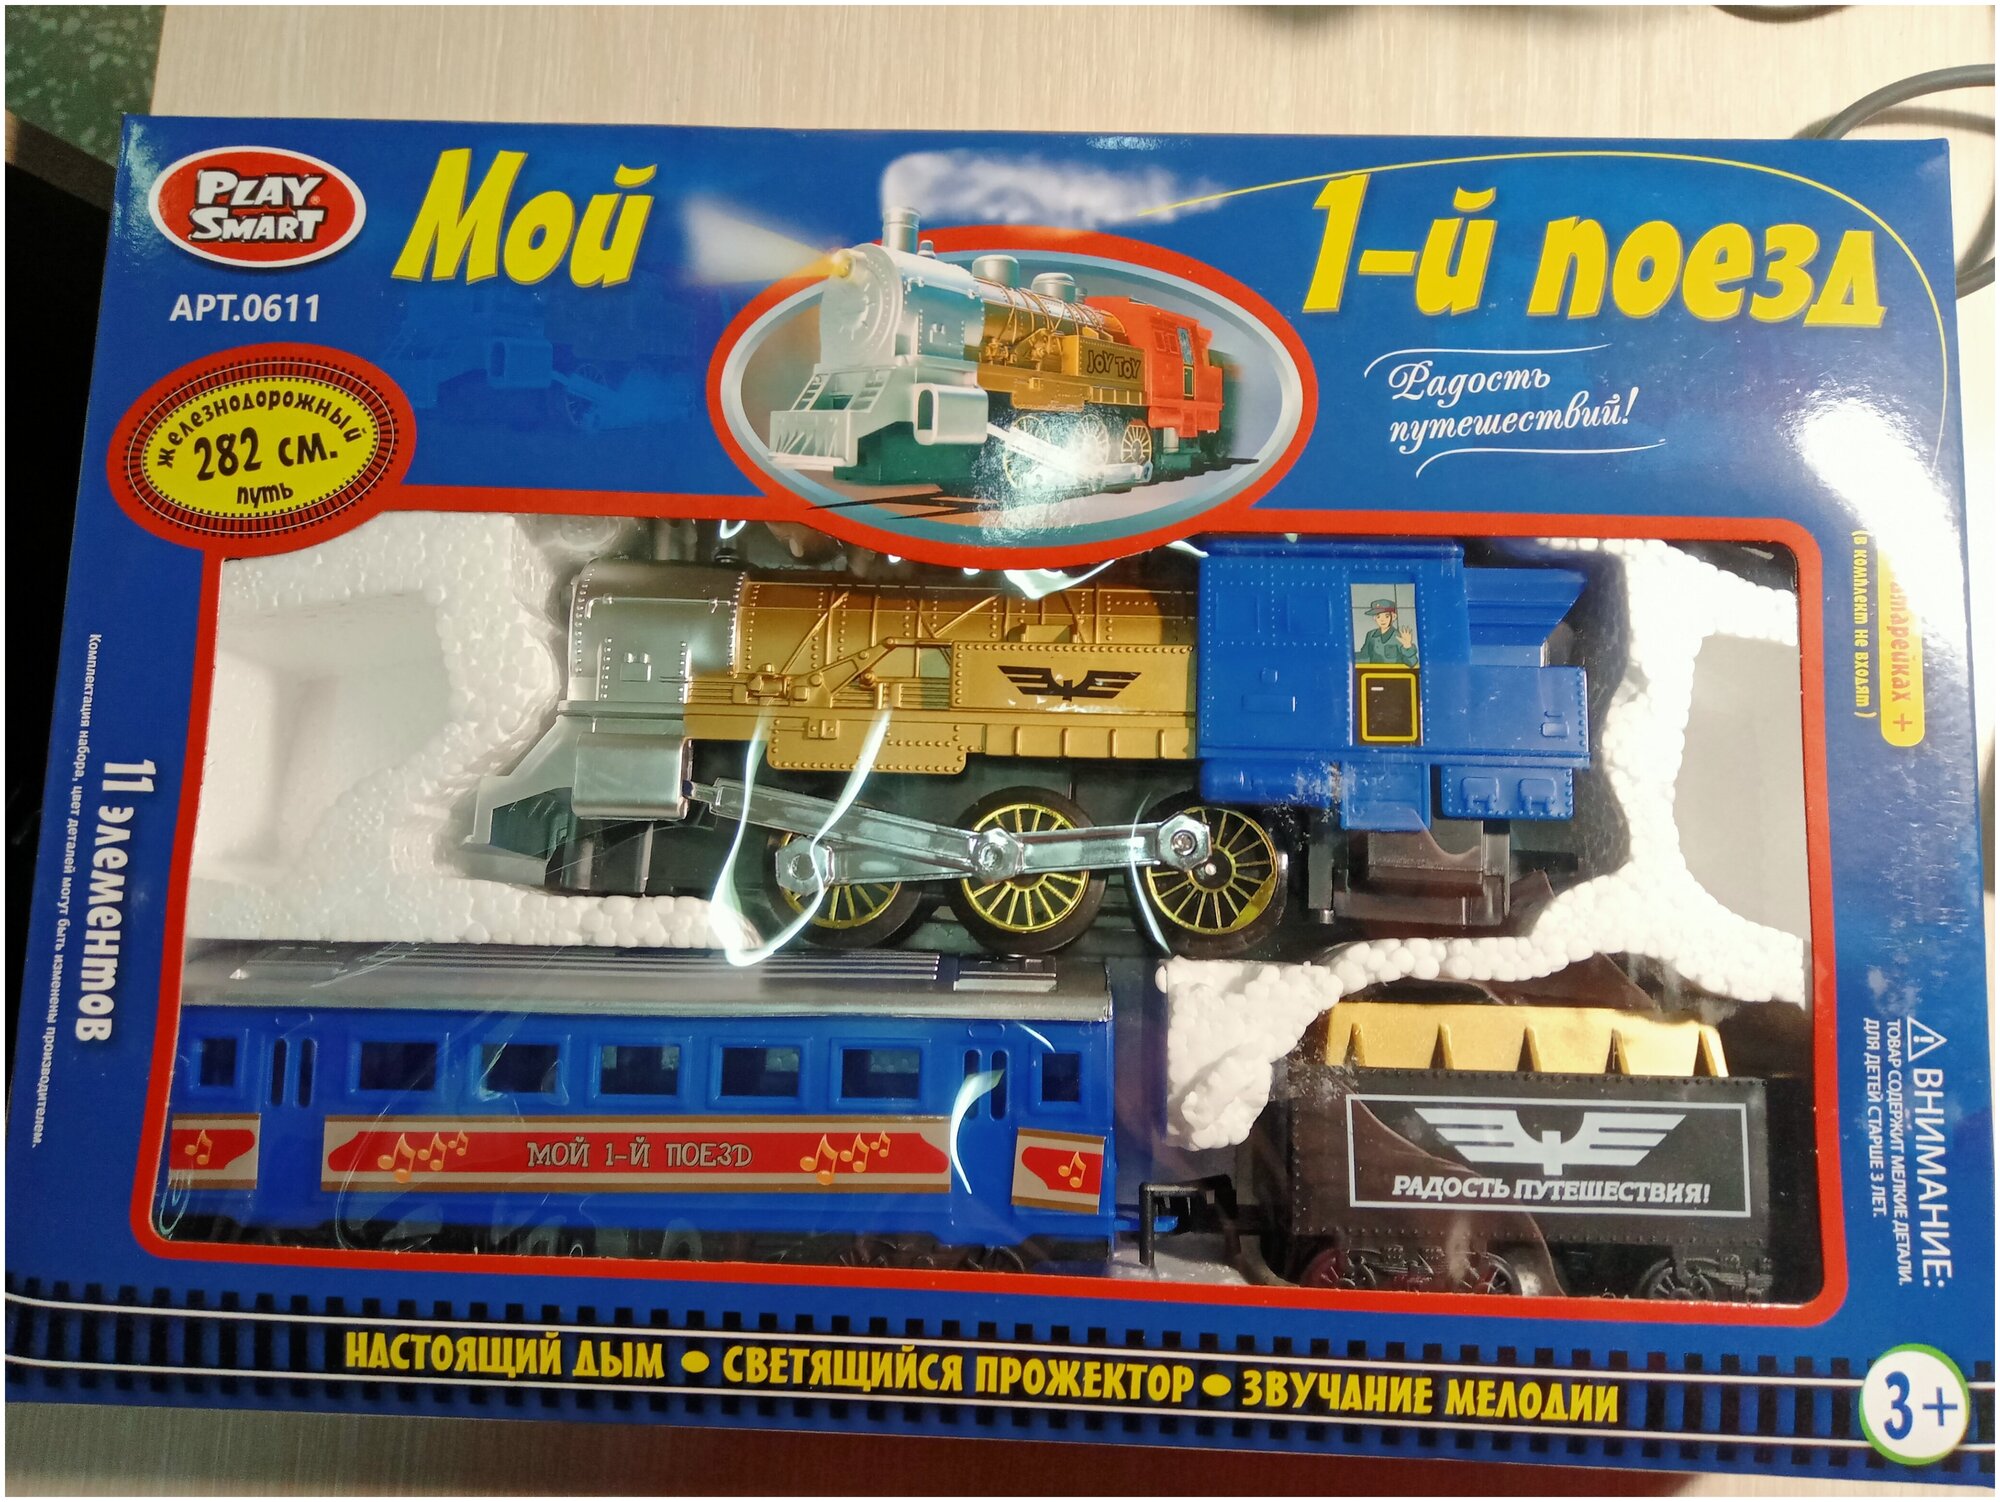 PLAY
SMART
АРТ.0611
Мой
1-й поезд
Радость
путешествий!
железнодорожный
282 см.
путь
JOY TOY
(в комплект не входят)
11 элементов
Комплектация набора, цвет деталей могут быть изменены производителем.
МОЙ 1-Й ПОЕЗД
РАДОСТЬ ПУТЕШЕСТВИЯ!
ВНИМАНИЕ:
ТОВАР СОДЕРЖИТ МЕЛКИЕ ДЕТАЛИ.
ДЛЯ ДЕТЕЙ СТАРШЕ 3 ЛЕТ.
НАСТОЯЩИЙ ДЫМ • СВЕТЯЩИЙСЯ ПРОЖЕКТОР • ЗВУЧАНИЕ МЕЛОДИИ
3+